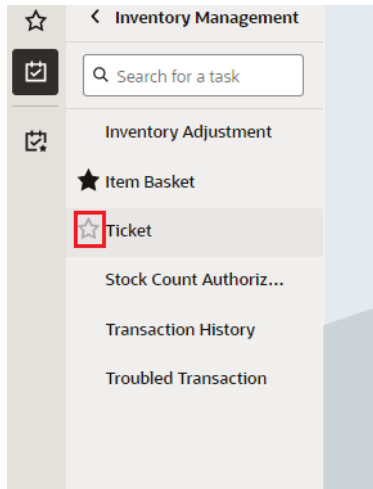 Inventory Management
Search for a task
Inventory Adjustment
Item Basket
Ticket
Stock Count Authoriz...
Transaction History
Troubled Transaction